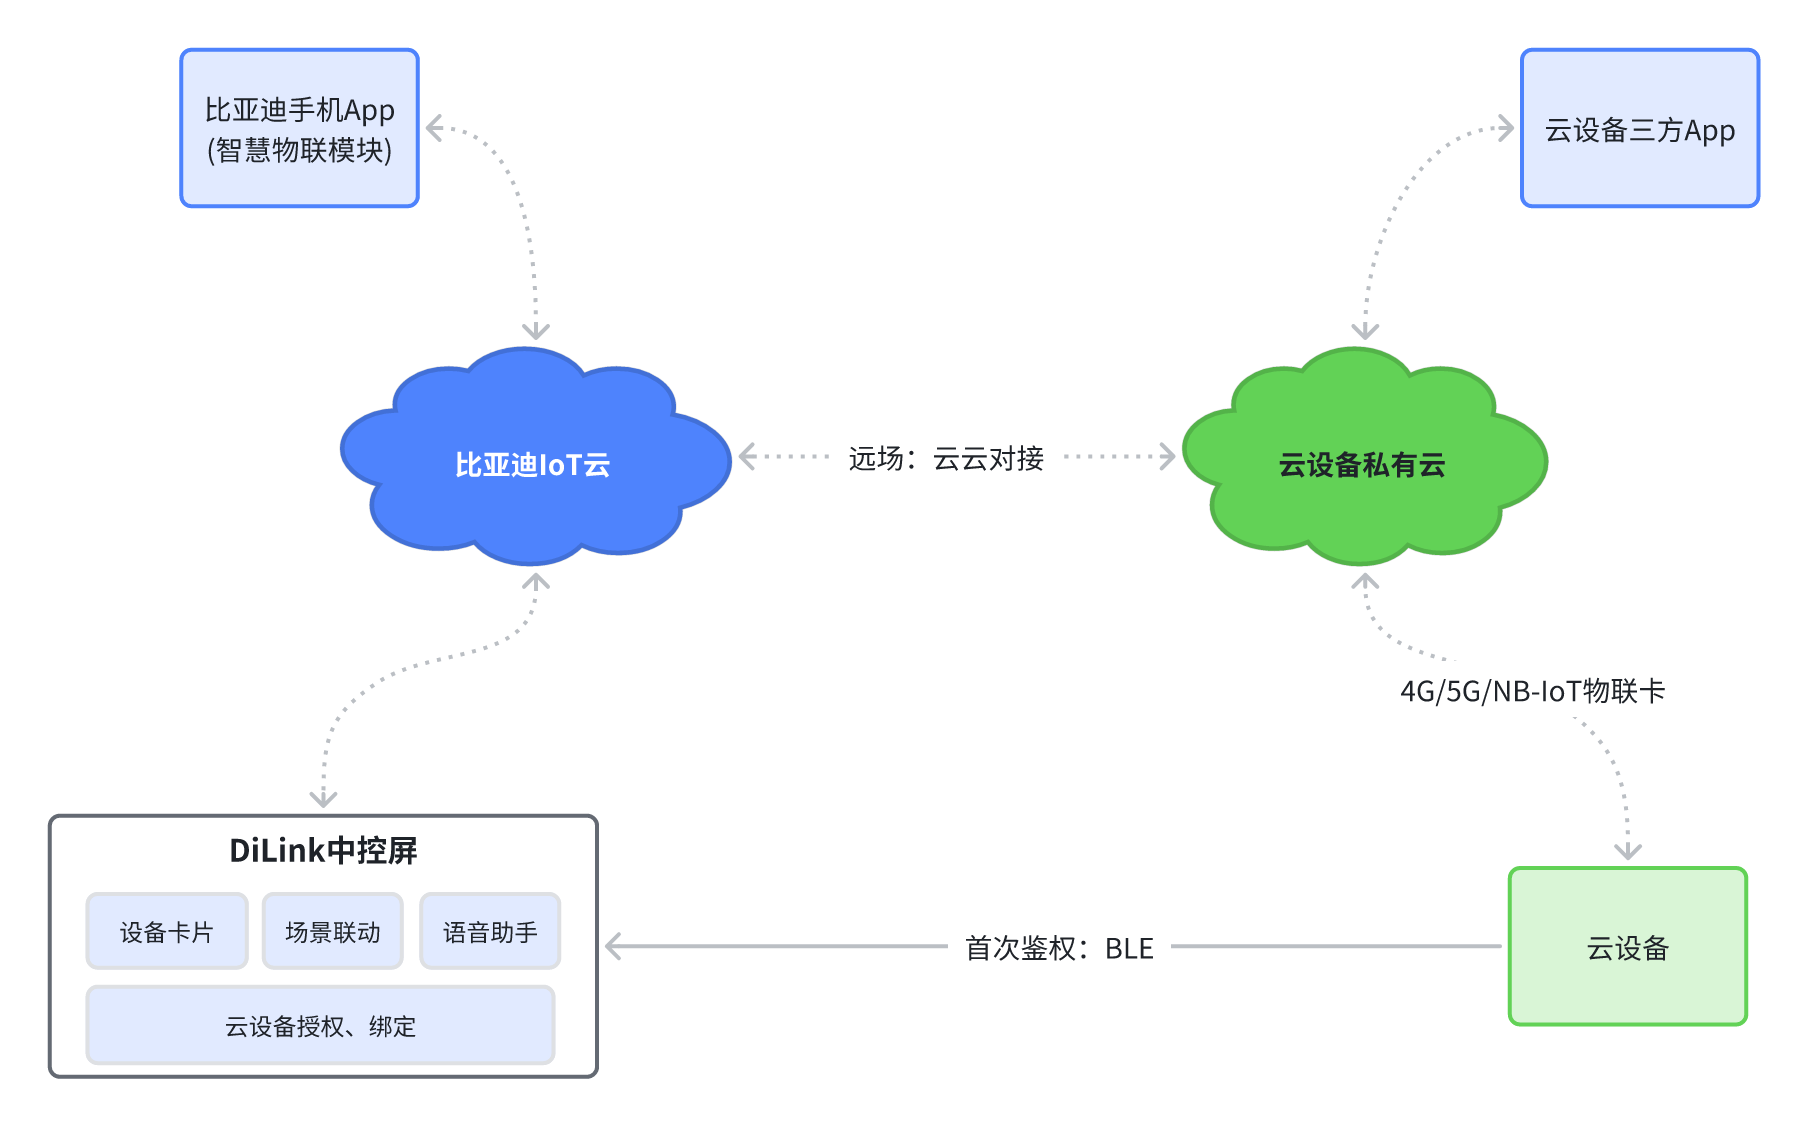 比亚迪手机App
(智慧物联模块)
云设备三方App
比亚迪IoT云
远场：云云对接
云设备私有云
4G/5G/NB-IoT物联卡
DiLink中控屏
设备卡片
场景联动
语音助手
云设备授权、绑定
首次鉴权：BLE
云设备